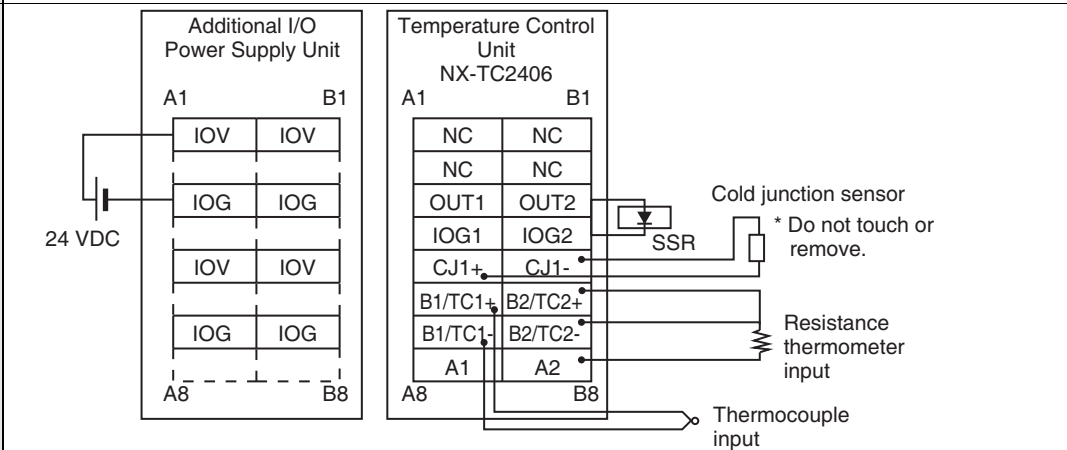 Additional I/O
Power Supply Unit
A1 B1
IOV IOV
IOG IOG
IOV IOV
IOG IOG
A8 B8
24 VDC
Temperature Control
Unit
NX-TC2406
A1 B1
NC NC
NC NC
OUT1 OUT2
IOG1 IOG2
CJ1+ CJ1-
B1/TC1+ B2/TC2+
B1/TC1- B2/TC2-
A1 A2
A8 B8
SSR
Cold junction sensor
* Do not touch or
remove.
Resistance
thermometer
input
Thermocouple
input